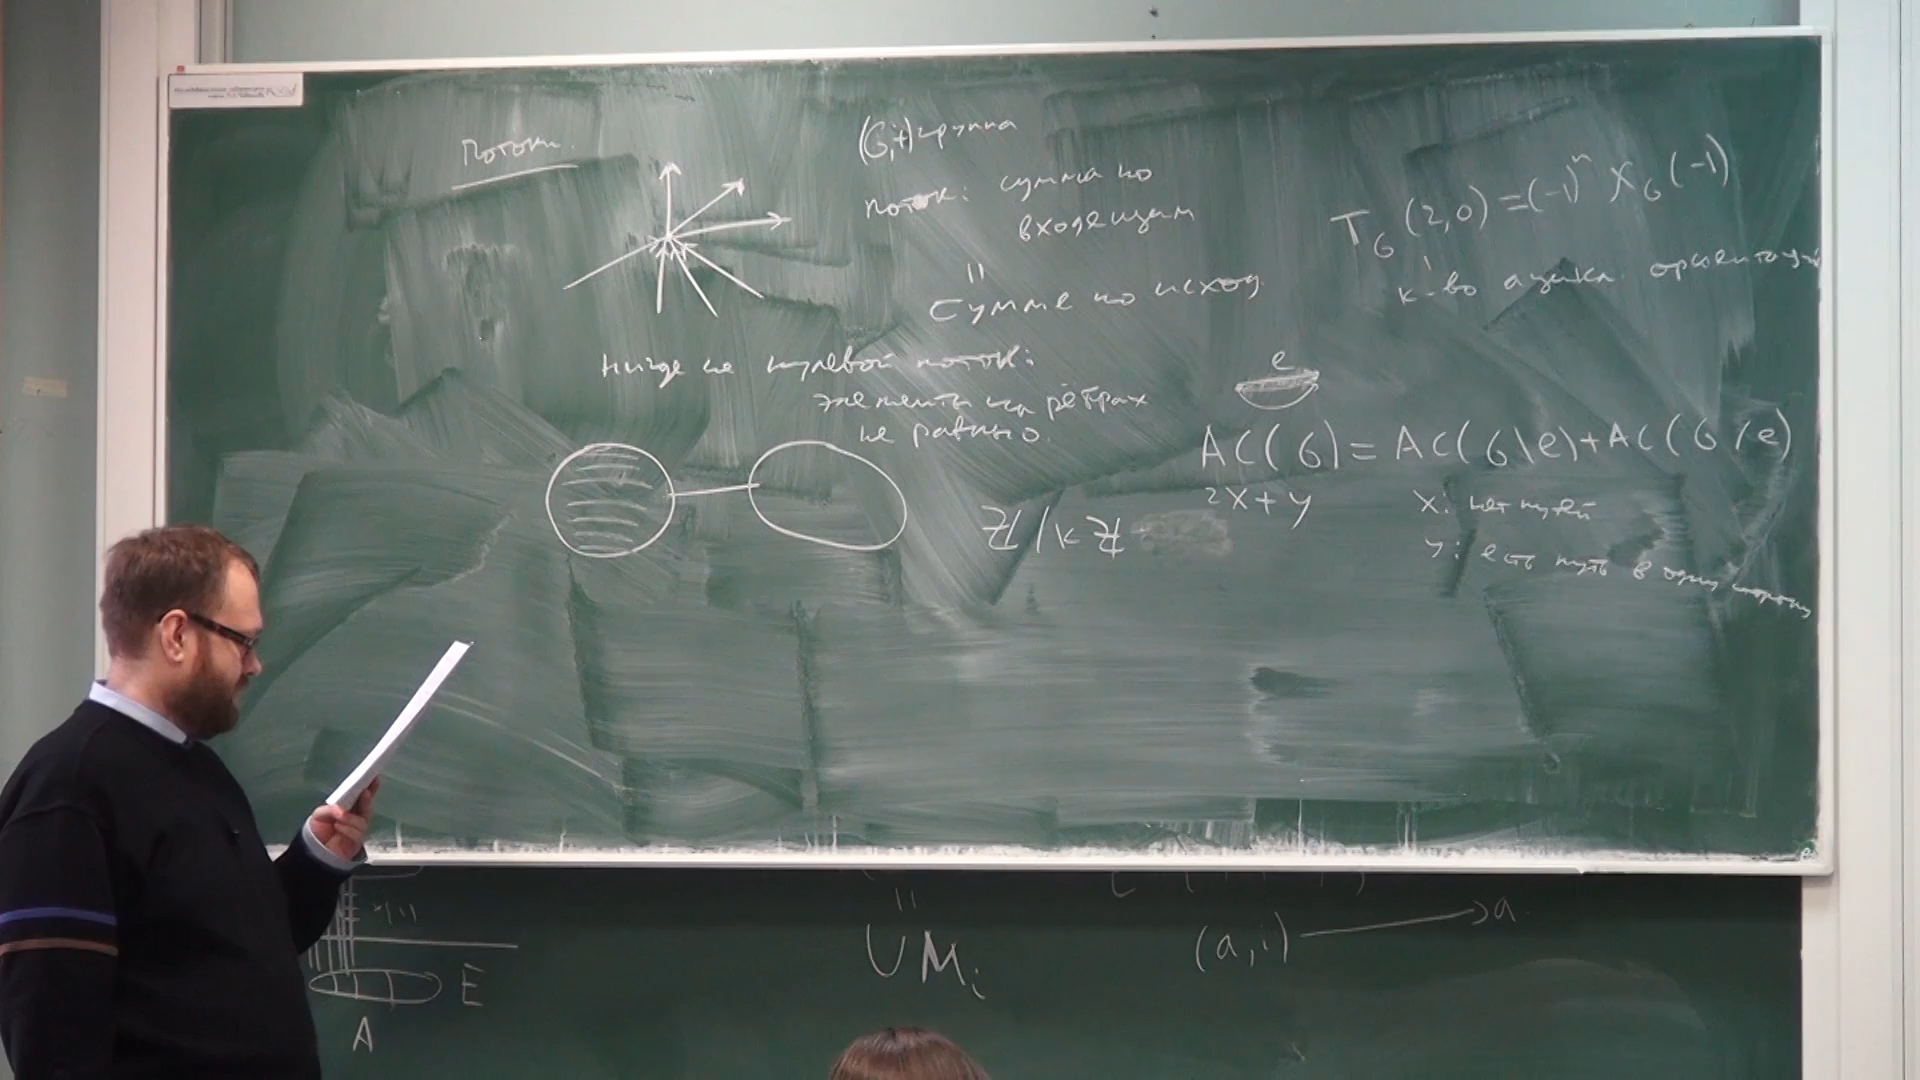 Потоки.
(G,+) группа
поток: сумма по
входящим
=
сумме по исход.
нигде не нулевой поток:
элементы на рёбрах
не равны 0.
ℤ/kℤ
T_G(2,0) = (-1)^n χ_G(-1)
к-во ацикл. ориентаций
e
AC(G) = AC(G\e) + AC(G/e)
2x+y
x: нет путей
y: есть путь в одну сторону
A
E
=
∪M_i
(a,i) → a